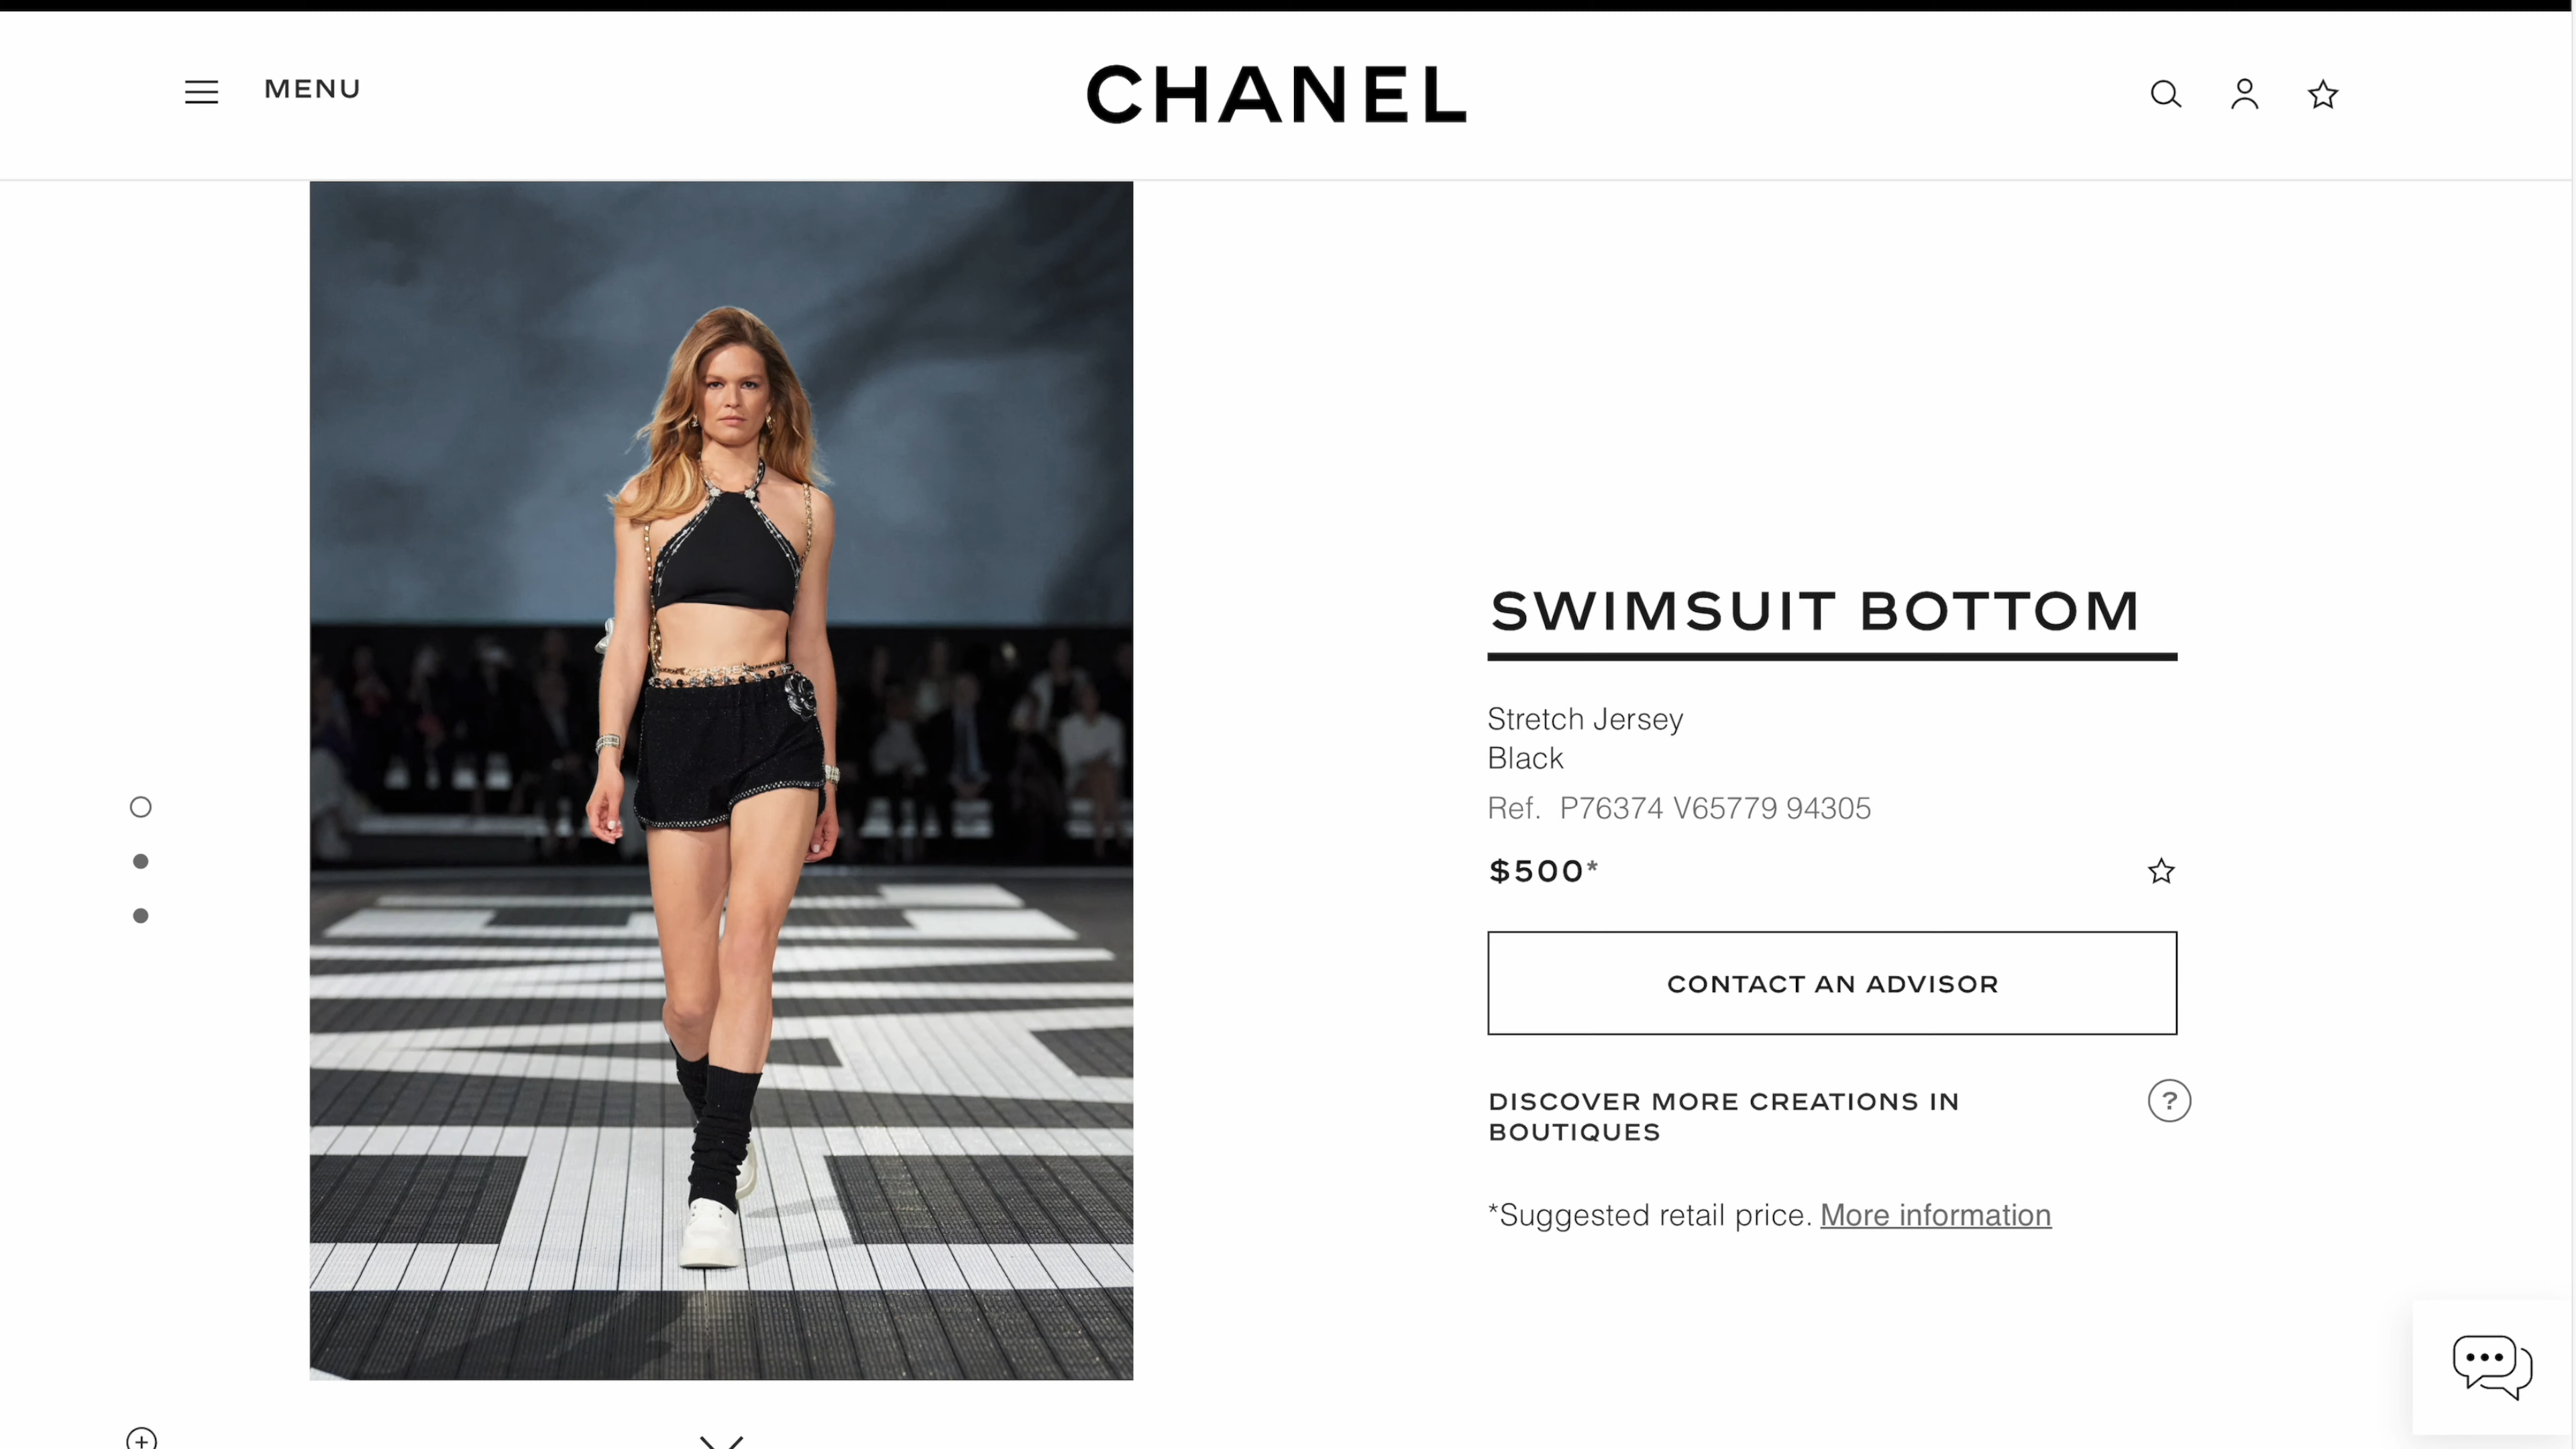 MENU
CHANEL
SWIMSUIT BOTTOM
Stretch Jersey
Black
Ref. P76374 V65779 94305
$500*
CONTACT AN ADVISOR
DISCOVER MORE CREATIONS IN
BOUTIQUES
?
*Suggested retail price. More information